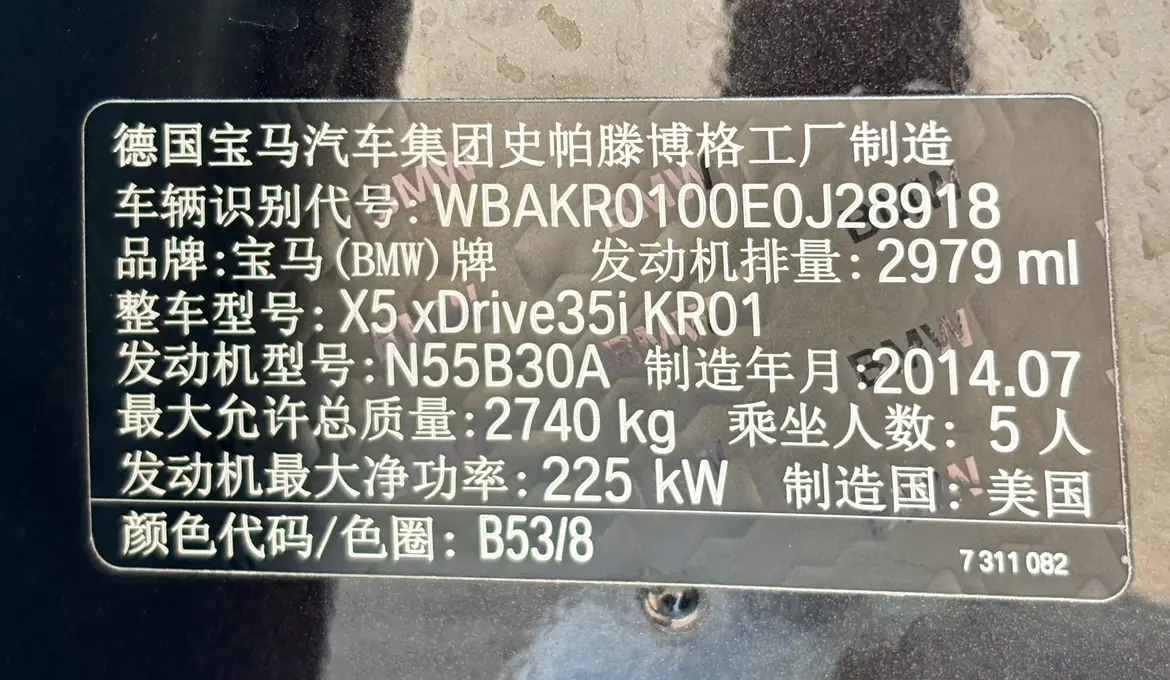 德国宝马汽车集团史帕滕博格工厂制造
车辆识别代号: WBAKR0100E0J28918
品牌:宝马(BMW)牌 发动机排量: 2979 ml
整车型号: X5 xDrive35i KR01
发动机型号:N55B30A 制造年月:2014.07
最大允许总质量:2740 kg 乘坐人数: 5 人
发动机最大净功率:225 kW 制造国: 美国
颜色代码/色圈: B53/8
7 311 082